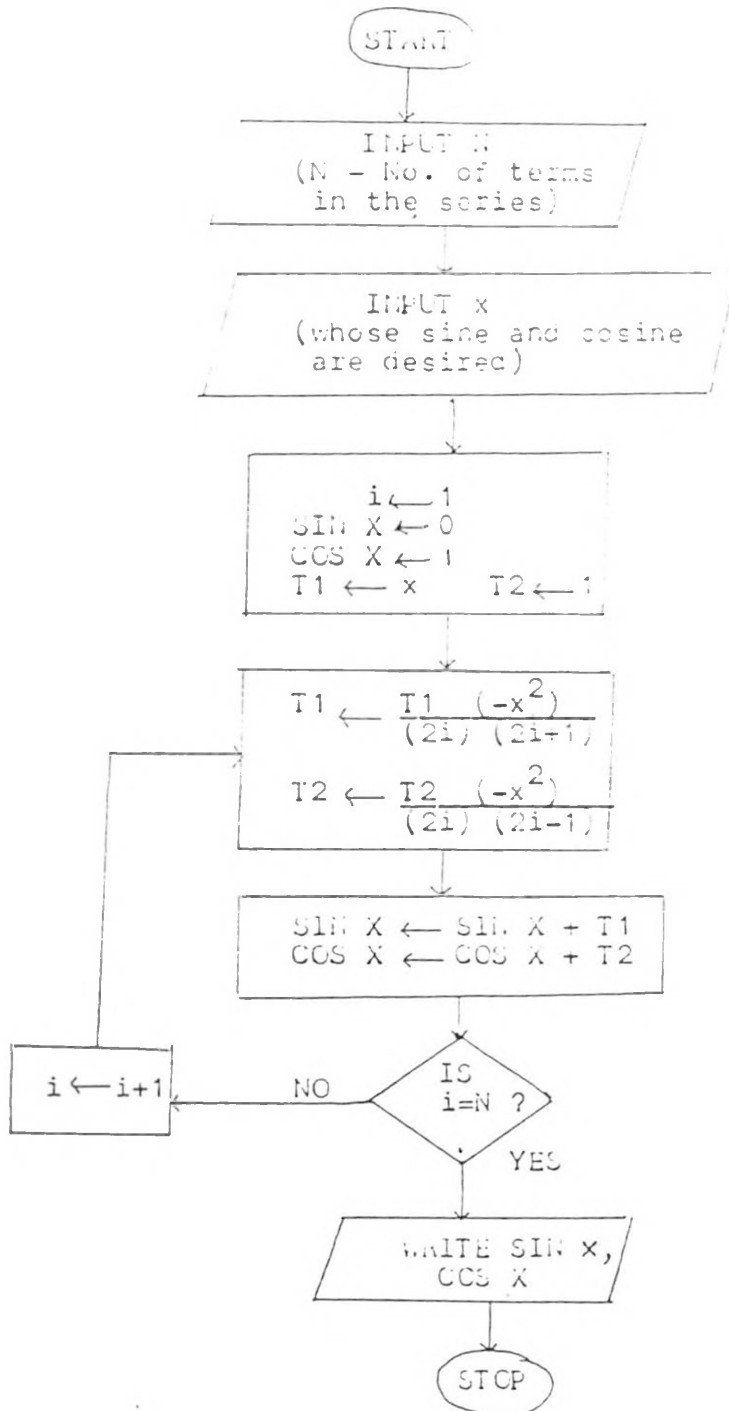 START
INPUT N
(N - No. of terms
in the series)
INPUT x
(whose sine and cosine
are desired)
i ← 1
SIN X ← 0
COS X ← 1
T1 ← x T2 ← 1
T1 ← T1 (-x²)
(2i) (2i+1)
T2 ← T2 (-x²)
(2i) (2i-1)
SIN X ← SIN X + T1
COS X ← COS X + T2
IS
i=N ?
NO
i ← i+1
YES
WRITE SIN x,
COS X
STOP